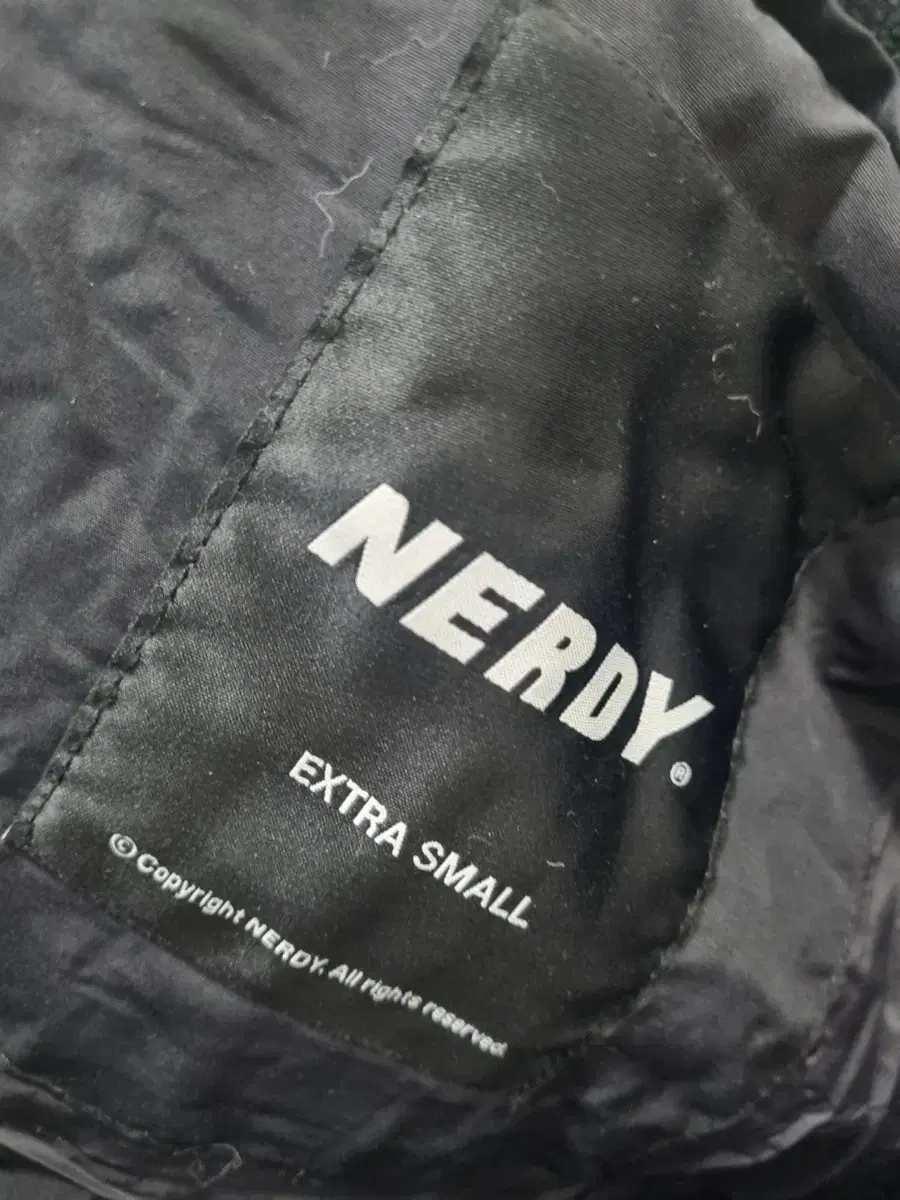 NERDY®
EXTRA SMALL
© Copyright NERDY. All rights reserved.